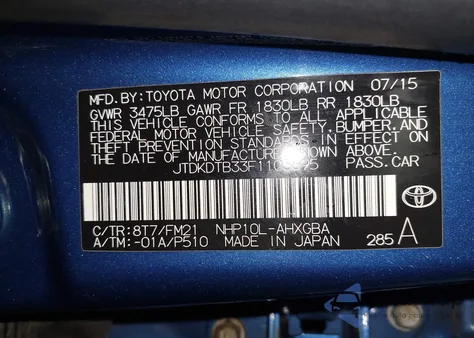 MFD. BY: TOYOTA MOTOR CORPORATION 07/15
GVWR 3475LB GAWR FR 1830LB RR 1830LB
THIS VEHICLE CONFORMS TO ALL APPLICABLE
FEDERAL MOTOR VEHICLE SAFETY, BUMPER, AND
THEFT PREVENTION STANDARDS IN EFFECT ON
THE DATE OF MANUFACTURE SHOWN ABOVE.
PASS. CAR
C/TR: 8T7/FM21 NHP10L-AHXGBA
A/TM: -01A/P510 MADE IN JAPAN 285 A